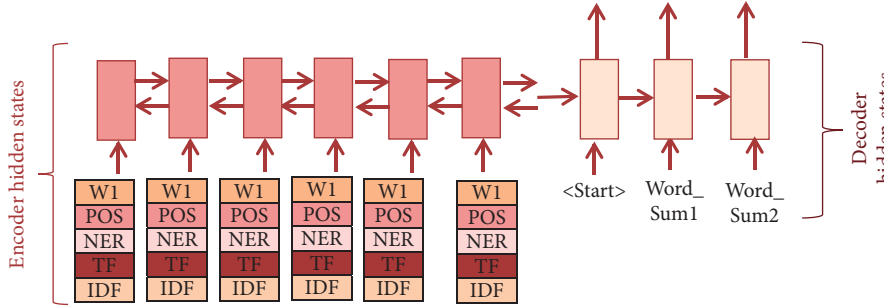 Encoder hidden states
W1 W1 W1 W1 W1 W1
POS POS POS POS POS POS
NER NER NER NER NER NER
TF TF TF TF TF TF
IDF IDF IDF IDF IDF IDF
<Start>
Word_
Sum1
Word_
Sum2
Decoder
hidden states